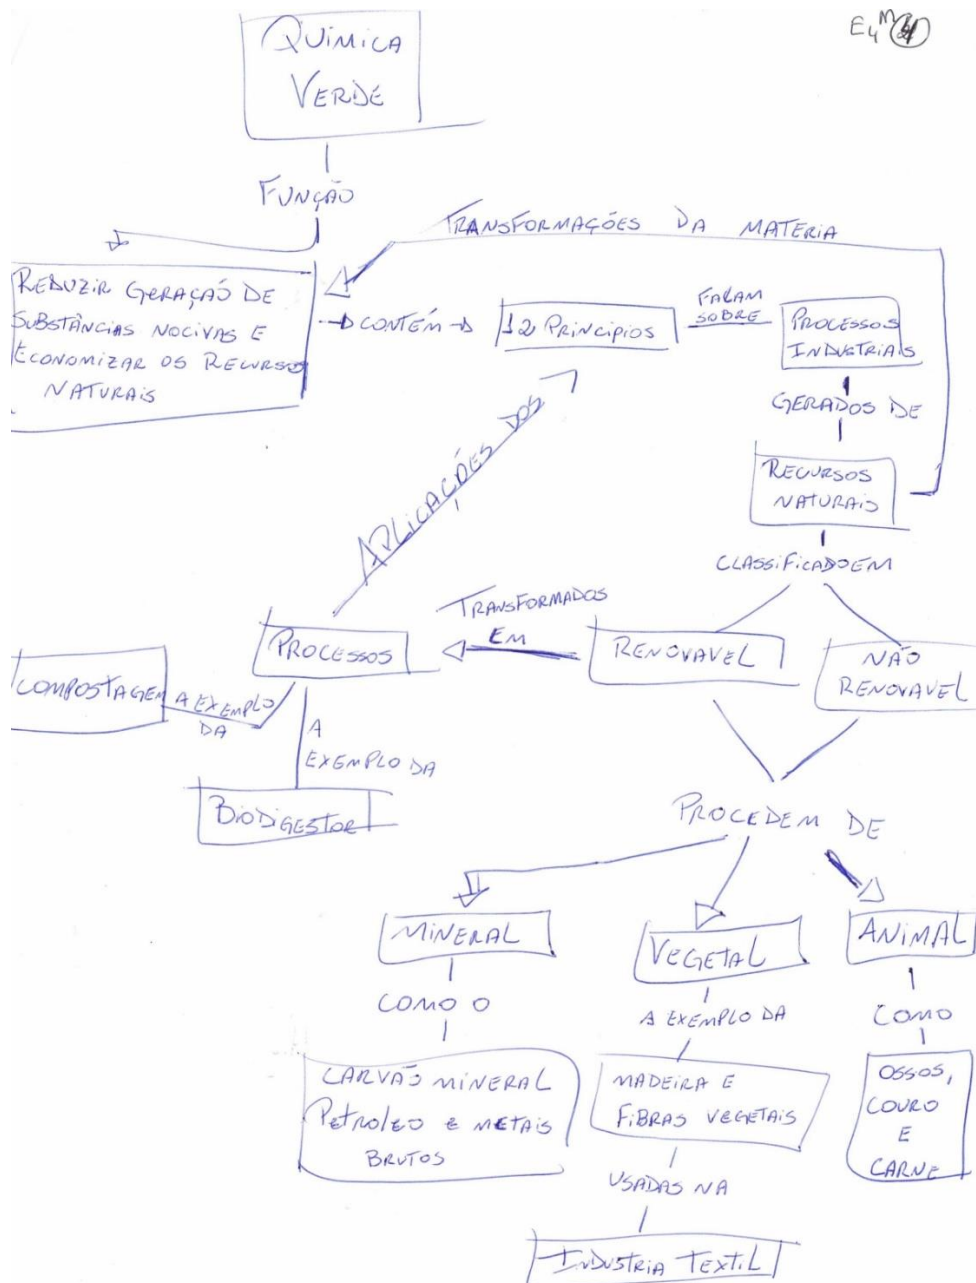 E4M
QUÍMICA
VERDE
FUNÇÃO
TRANSFORMAÇÕES DA MATERIA
REDUZIR GERAÇÃO DE
SUBSTÂNCIAS NOCIVAS E
ECONOMIZAR OS RECURSO
NATURAIS
CONTÉM
12 PRINCIPIOS
FALAM
SOBRE
PROCESSOS
INDUSTRIAIS
GERADOS DE
RECURSOS
NATURAIS
CLASSIFICADO EM
APLICAÇÕES DOS
TRANSFORMADOS
EM
PROCESSOS
RENOVAVEL
NÃO
RENOVAVEL
COMPOSTAGEM
A EXEMPLO
DA
A
EXEMPLO DA
BIODIGESTOR
PROCEDEM DE
MINERAL
VEGETAL
ANIMAL
COMO O
A EXEMPLO DA
COMO
CARVÃO MINERAL
PETROLEO E METAIS
BRUTOS
MADEIRA E
FIBRAS VEGETAIS
OSSOS,
COURO
E
CARNE
USADAS NA
INDUSTRIA TEXTIL